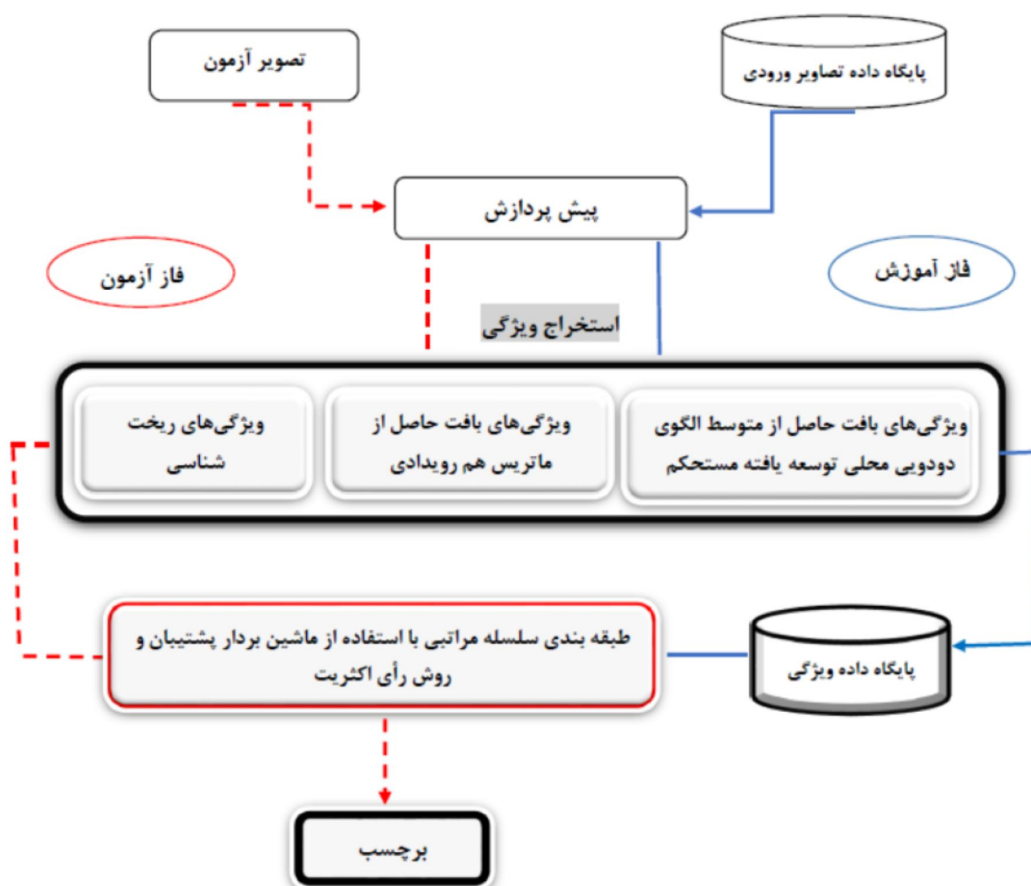 تصویر آزمون
پایگاه داده تصاویر ورودی
پیش پردازش
فاز آزمون
فاز آموزش
استخراج ویژگی
ویژگی‌های بافت حاصل از متوسط الگوی
دودویی محلی توسعه یافته مستحکم
ویژگی‌های بافت حاصل از
ماتریس هم رویدادی
ویژگی‌های ریخت
شناسی
طبقه بندی سلسله مراتبی با استفاده از ماشین بردار پشتیبان و
روش رأی اکثریت
پایگاه داده ویژگی
برچسب